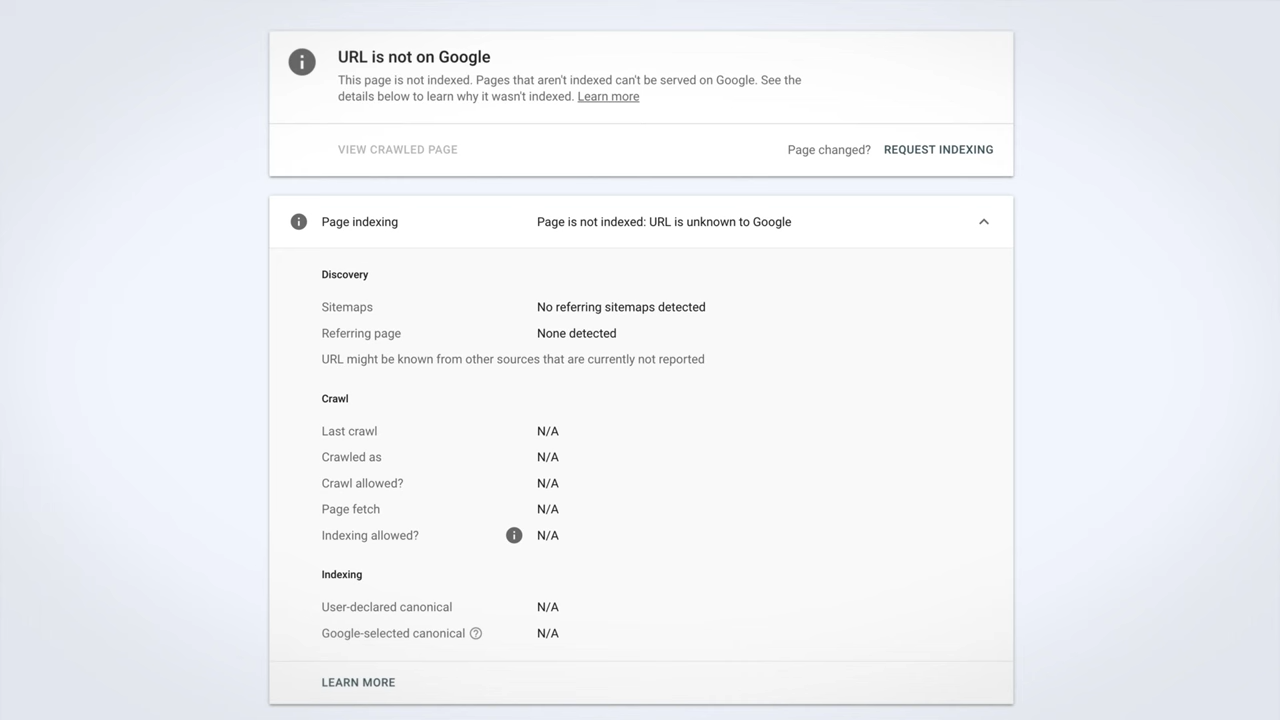 URL is not on Google
This page is not indexed. Pages that aren't indexed can't be served on Google. See the
details below to learn why it wasn't indexed. Learn more
VIEW CRAWLED PAGE Page changed? REQUEST INDEXING
Page indexing Page is not indexed: URL is unknown to Google
Discovery
Sitemaps No referring sitemaps detected
Referring page None detected
URL might be known from other sources that are currently not reported
Crawl
Last crawl N/A
Crawled as N/A
Crawl allowed? N/A
Page fetch N/A
Indexing allowed? N/A
Indexing
User-declared canonical N/A
Google-selected canonical N/A
LEARN MORE